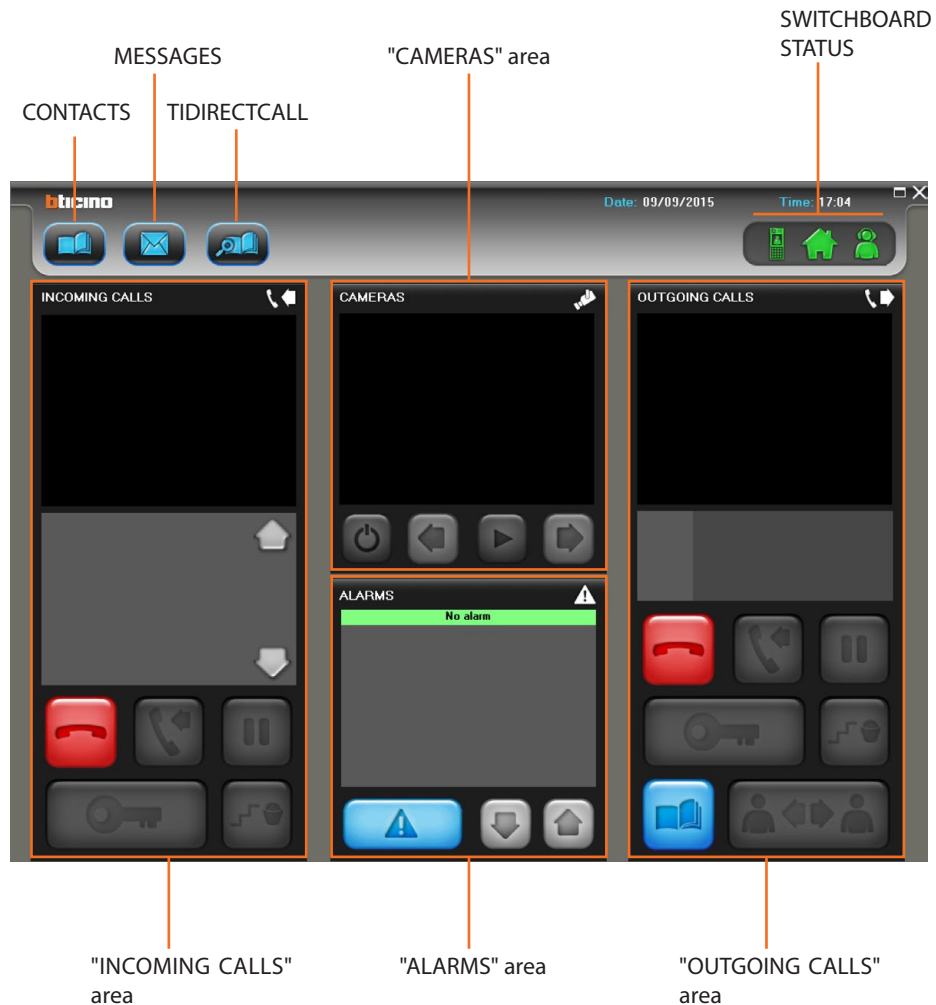 SWITCHBOARD
STATUS
MESSAGES
"CAMERAS" area
CONTACTS
TIDIRECTCALL
bticino
Date: 09/09/2015
Time: 17:04
INCOMING CALLS
CAMERAS
OUTGOING CALLS
ALARMS
No alarm
"INCOMING CALLS"
area
"ALARMS" area
"OUTGOING CALLS"
area